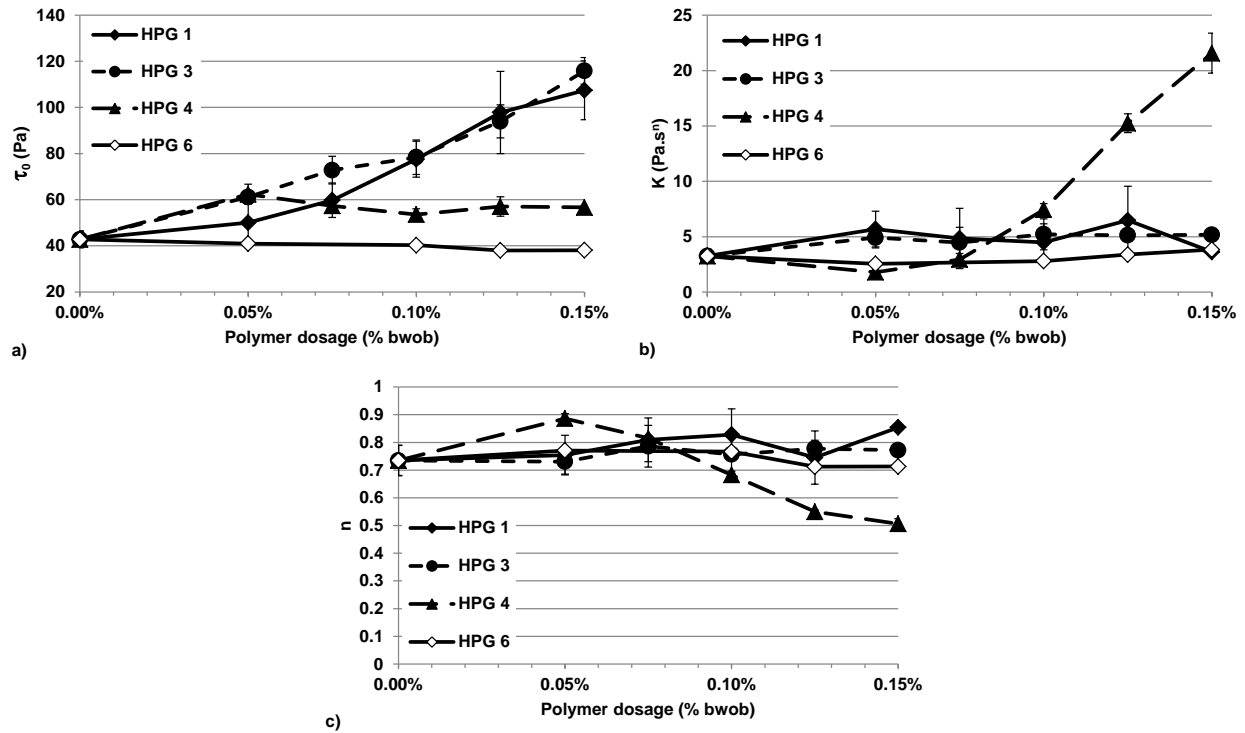 140
120
100
80
60
40
20
τ0 (Pa)
HPG 1
HPG 3
HPG 4
HPG 6
0.00% 0.05% 0.10% 0.15%
Polymer dosage (% bwob)
a)
25
20
15
10
5
0
K (Pa.sⁿ)
HPG 1
HPG 3
HPG 4
HPG 6
0.00% 0.05% 0.10% 0.15%
Polymer dosage (% bwob)
b)
1
0.9
0.8
0.7
0.6
0.5
0.4
0.3
0.2
0.1
0
n
HPG 1
HPG 3
HPG 4
HPG 6
0.00% 0.05% 0.10% 0.15%
Polymer dosage (% bwob)
c)